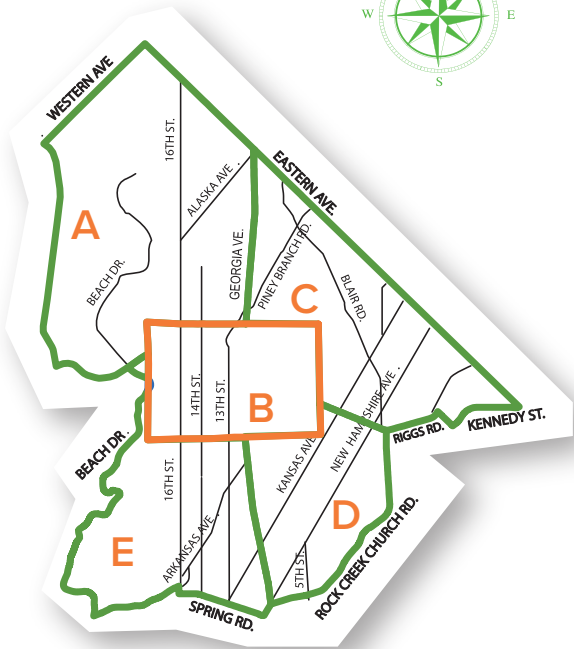 W
E
S
WESTERN AVE
16TH ST.
ALASKA AVE .
EASTERN AVE.
A
GEORGIA VE.
PINEY BRANCH RD.
BEACH DR.
C
BLAIR RD.
14TH ST.
13TH ST.
B
NEW HAMPSHIRE AVE .
KANSAS AVE
RIGGS RD.
KENNEDY ST.
BEACH DR .
16TH ST.
ARKANSAS AVE .
D
E
5TH ST.
ROCK CREEK CHURCH RD.
SPRING RD.